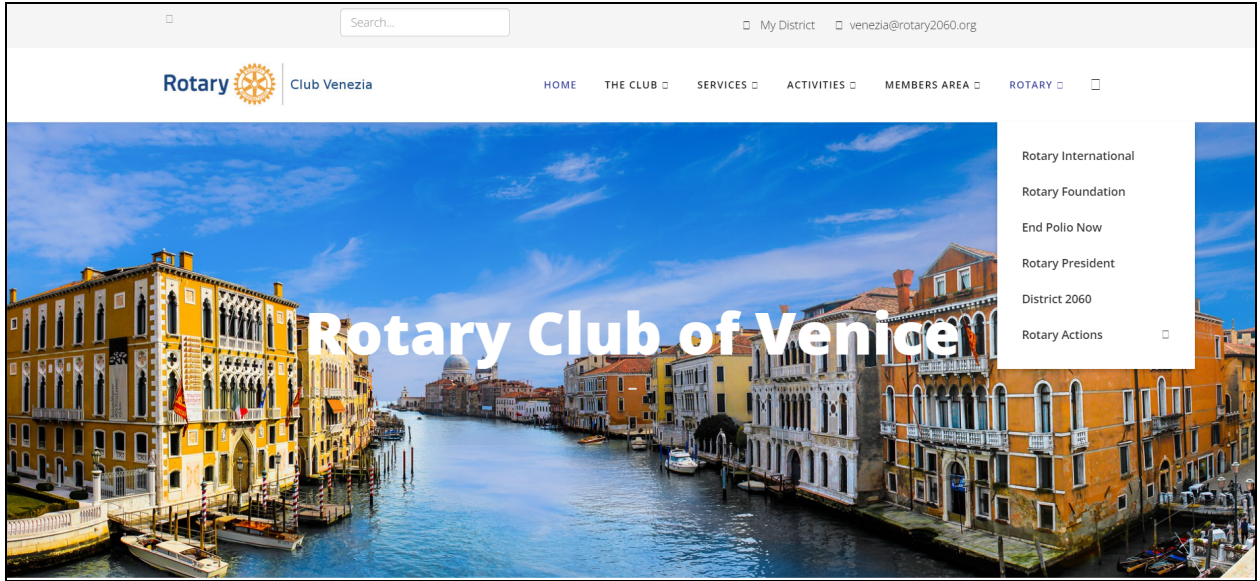 Search...
My District venezia@rotary2060.org
Rotary Club Venezia
HOME THE CLUB SERVICES ACTIVITIES MEMBERS AREA ROTARY
Rotary International
Rotary Foundation
End Polio Now
Rotary President
District 2060
Rotary Actions
Rotary Club of Venice